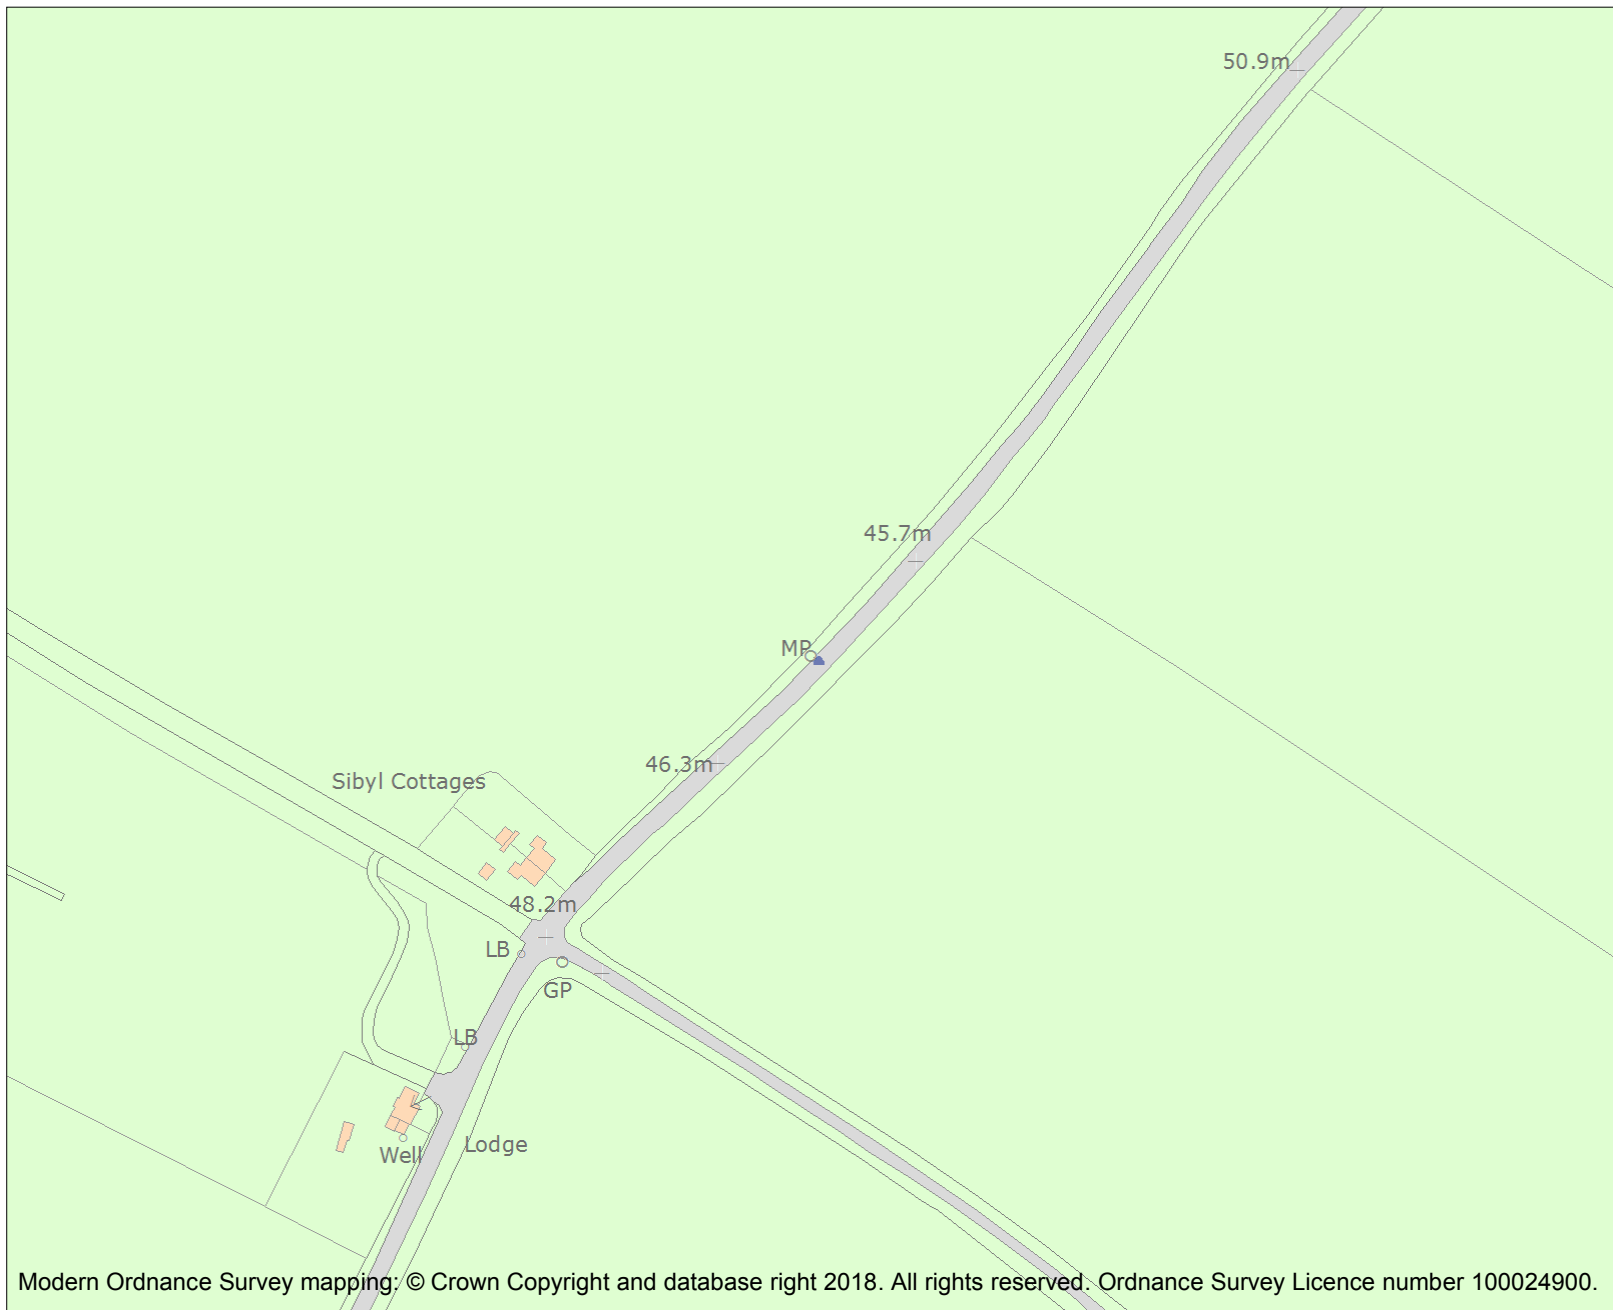 50.9m
45.7m
MP
46.3m
Sibyl Cottages
48.2m
LB
GP
LB
Lodge
Well
Modern Ordnance Survey mapping: © Crown Copyright and database right 2018. All rights reserved. Ordnance Survey Licence number 100024900.